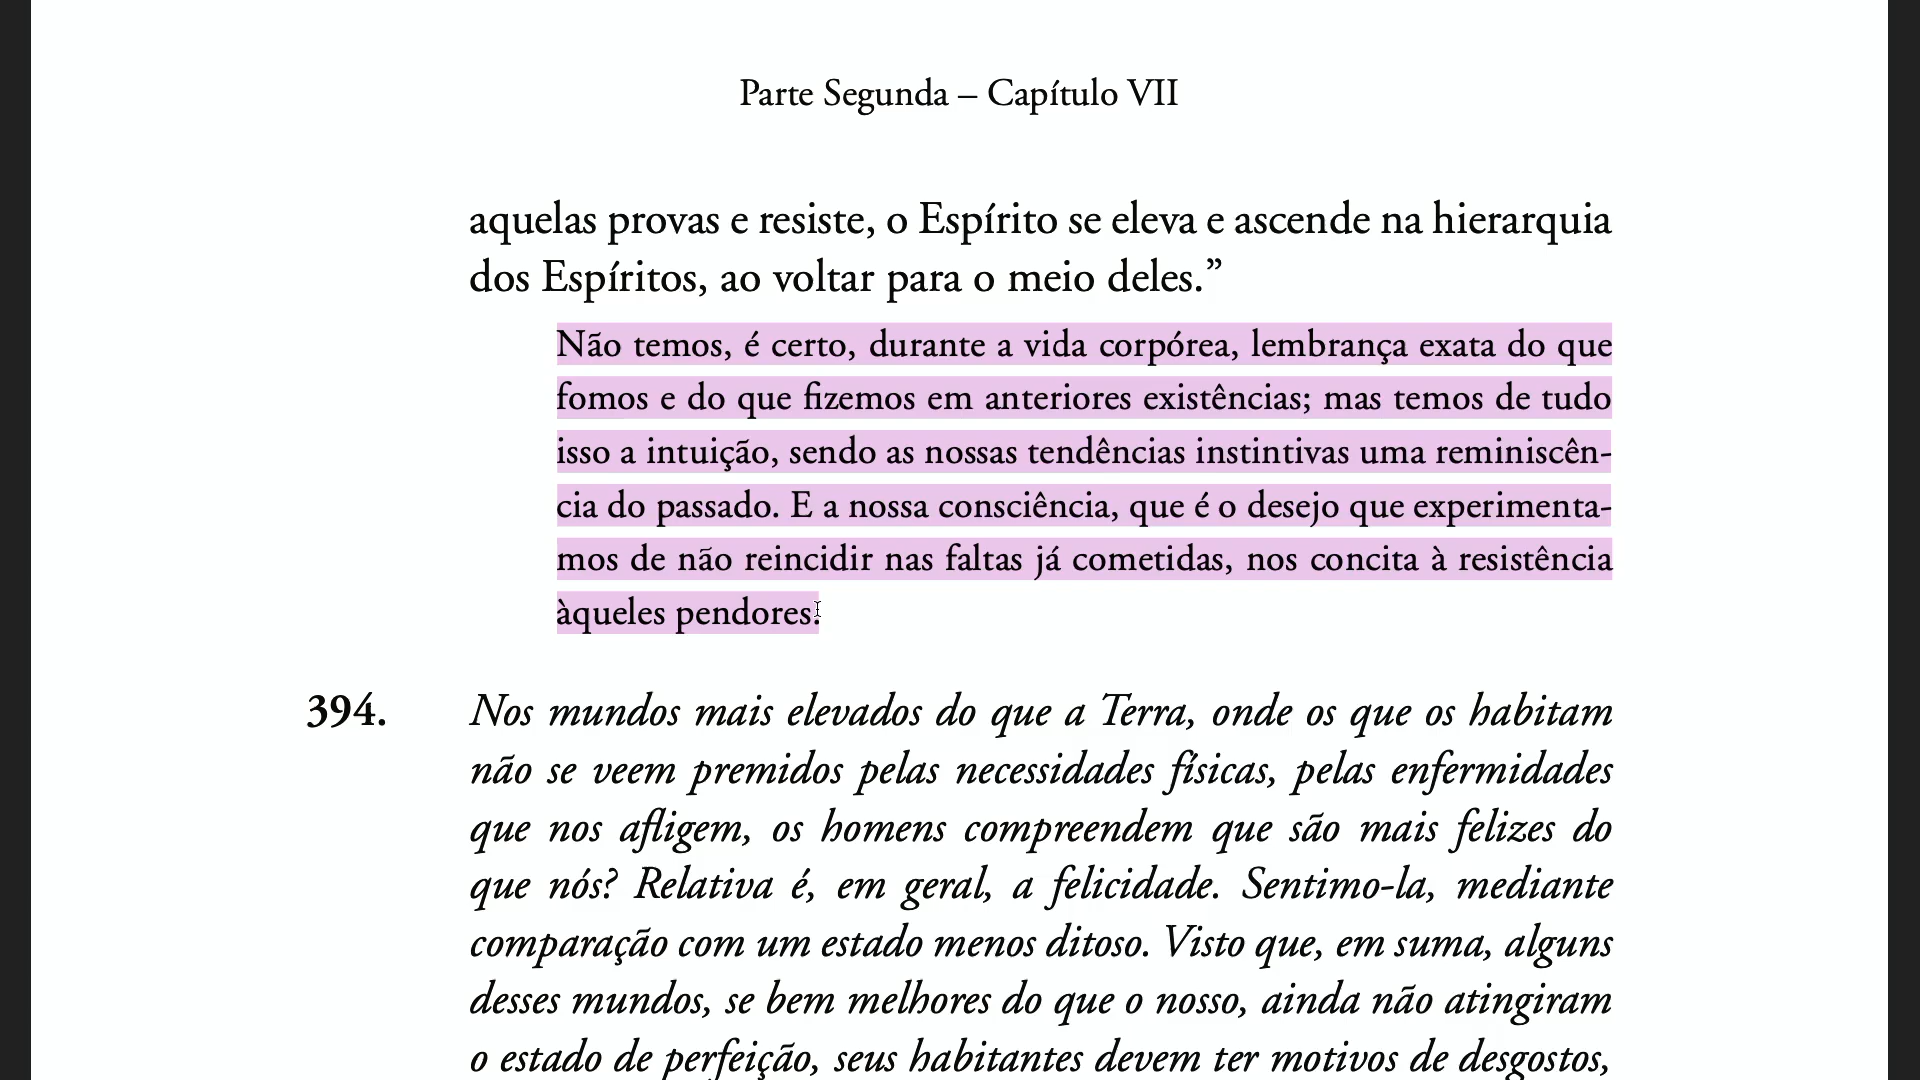 Parte Segunda – Capítulo VII
aquelas provas e resiste, o Espírito se eleva e ascende na hierarquia
dos Espíritos, ao voltar para o meio deles.”
Não temos, é certo, durante a vida corpórea, lembrança exata do que
fomos e do que fizemos em anteriores existências; mas temos de tudo
isso a intuição, sendo as nossas tendências instintivas uma reminiscên-
cia do passado. E a nossa consciência, que é o desejo que experimenta-
mos de não reincidir nas faltas já cometidas, nos concita à resistência
àqueles pendores.
394. Nos mundos mais elevados do que a Terra, onde os que os habitam
não se veem premidos pelas necessidades físicas, pelas enfermidades
que nos afligem, os homens compreendem que são mais felizes do
que nós? Relativa é, em geral, a felicidade. Sentimo-la, mediante
comparação com um estado menos ditoso. Visto que, em suma, alguns
desses mundos, se bem melhores do que o nosso, ainda não atingiram
o estado de perfeição, seus habitantes devem ter motivos de desgostos,